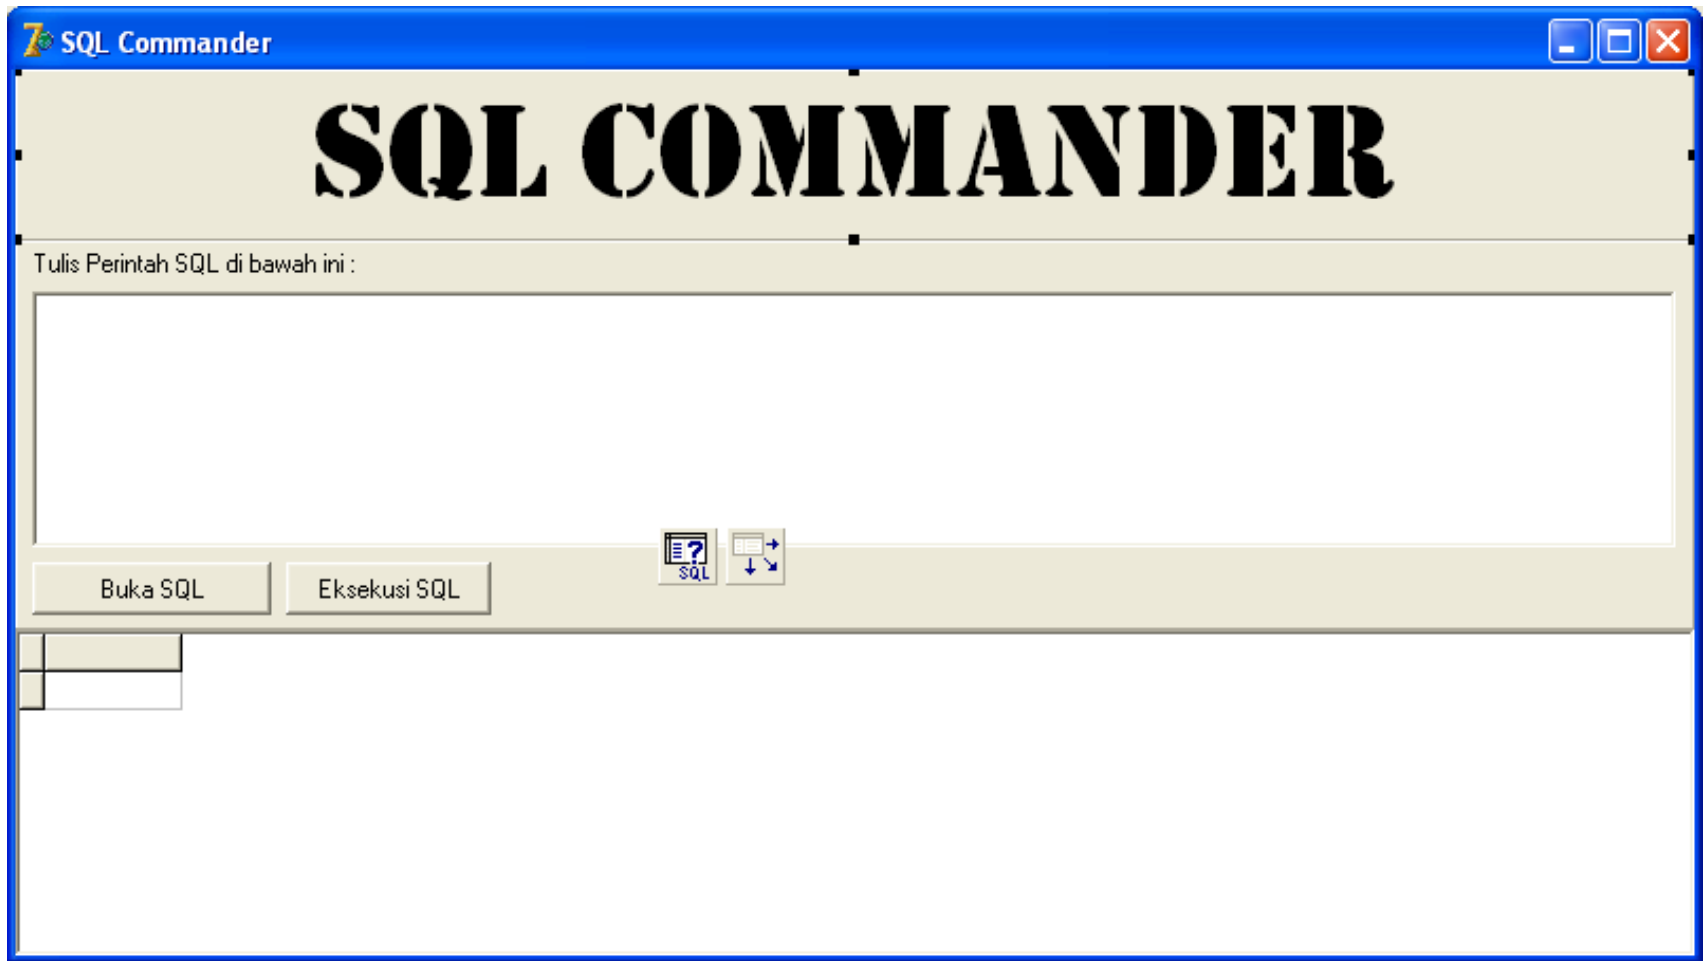 SQL Commander
SQL COMMANDER
Tulis Perintah SQL di bawah ini :
SQL
Buka SQL
Eksekusi SQL